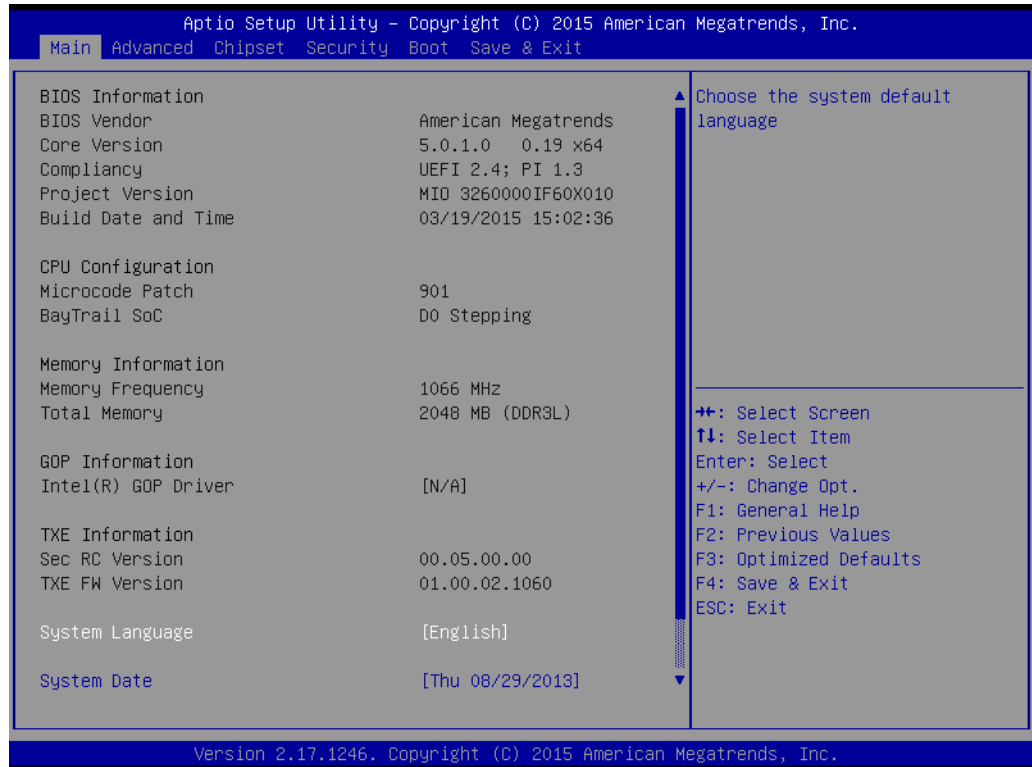 Aptio Setup Utility – Copyright (C) 2015 American Megatrends, Inc.
Main Advanced Chipset Security Boot Save & Exit
BIOS Information
BIOS Vendor American Megatrends
Core Version 5.0.1.0 0.19 x64
Compliancy UEFI 2.4; PI 1.3
Project Version MIO 3260000IF60X010
Build Date and Time 03/19/2015 15:02:36
CPU Configuration
Microcode Patch 901
BayTrail SoC D0 Stepping
Memory Information
Memory Frequency 1066 MHz
Total Memory 2048 MB (DDR3L)
GOP Information
Intel(R) GOP Driver [N/A]
TXE Information
Sec RC Version 00.05.00.00
TXE FW Version 01.00.02.1060
System Language [English]
System Date [Thu 08/29/2013]
Choose the system default
language
→←: Select Screen
↑↓: Select Item
Enter: Select
+/-: Change Opt.
F1: General Help
F2: Previous Values
F3: Optimized Defaults
F4: Save & Exit
ESC: Exit
Version 2.17.1246. Copyright (C) 2015 American Megatrends, Inc.